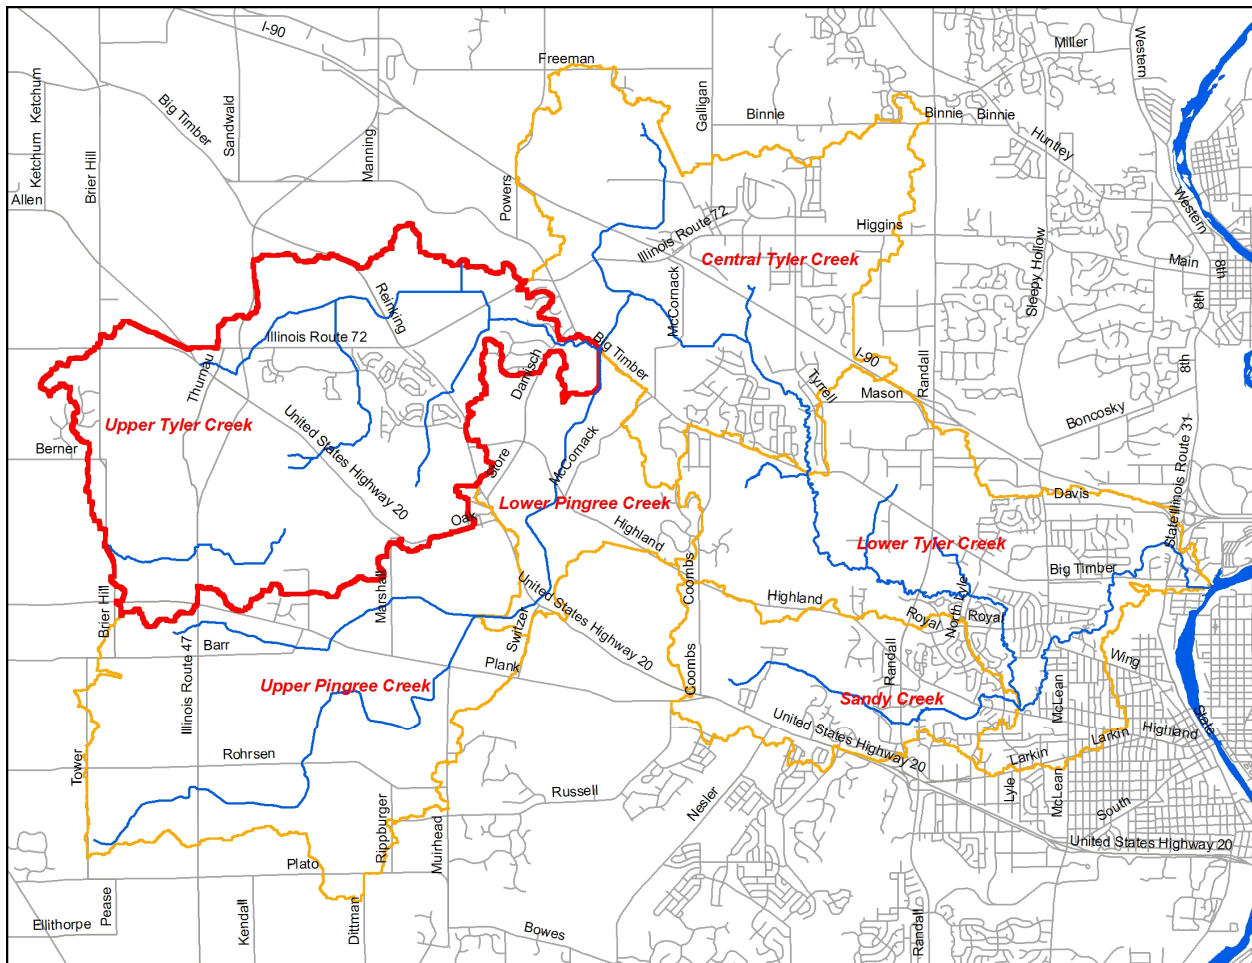 I-90
Freeman
Miller
Western
Ketchum
Ketchum
Big Timber
Sandwald
Manning
Galligan
Binnie
Binnie
Binnie
Huntley
Brier Hill
Allen
Powers
Illinois Route 72
Higgins
Western
Central Tyler Creek
Main
8th
8th
Sleepy Hollow
Reinking
McCornack
Illinois Route 72
Big Timber
Damisch
Thurnau
I-90
Randall
8th
Tyrrell
Mason
Boncosky
Upper Tyler Creek
United States Highway 20
Berner
McCornack
Store
Illinois Route 31
Davis
Lower Pingree Creek
Oak
Highland
State
Lower Tyler Creek
Coombs
Big Timber
Marshall
United States Highway 20
Highland
North Lyle
Royal
Royal
Brier Hill
Switzer
Barr
Plank
Randall
Wing
Illinois Route 47
Upper Pingree Creek
Coombs
Sandy Creek
McLean
State
United States Highway 20
Larkin
Highland
Larkin
Rohrsen
Tower
Russell
Nesler
Lyle
McLean
South
Rippburger
Muirhead
United States Highway 20
Plato
Pease
Kendall
Dittman
Ellithorpe
Bowes
Randall